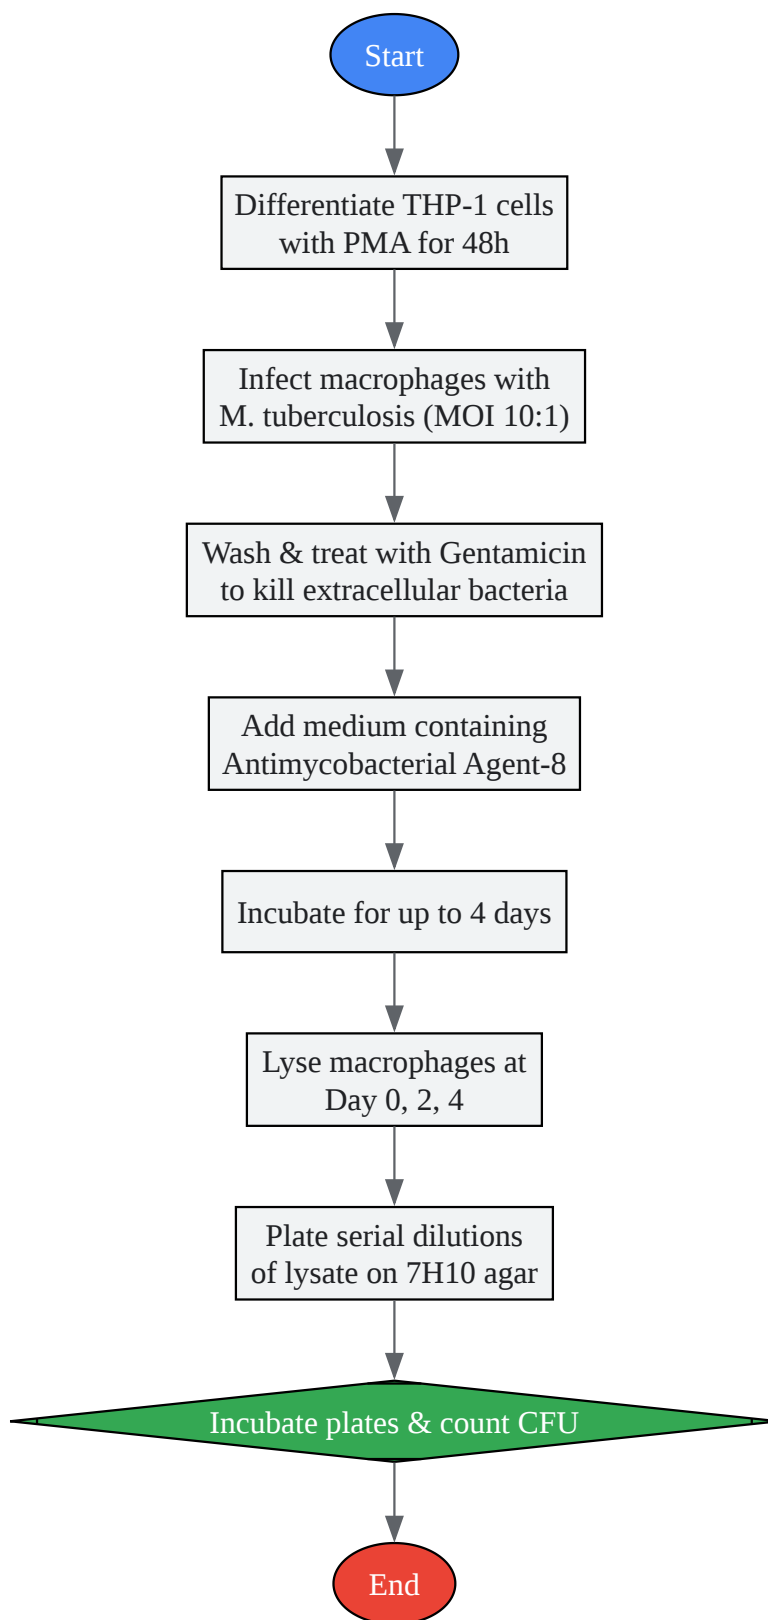 Start
Differentiate THP-1 cells
with PMA for 48h
Infect macrophages with
M. tuberculosis (MOI 10:1)
Wash & treat with Gentamicin
to kill extracellular bacteria
Add medium containing
Antimycobacterial Agent-8
Incubate for up to 4 days
Lyse macrophages at
Day 0, 2, 4
Plate serial dilutions
of lysate on 7H10 agar
Incubate plates & count CFU
End